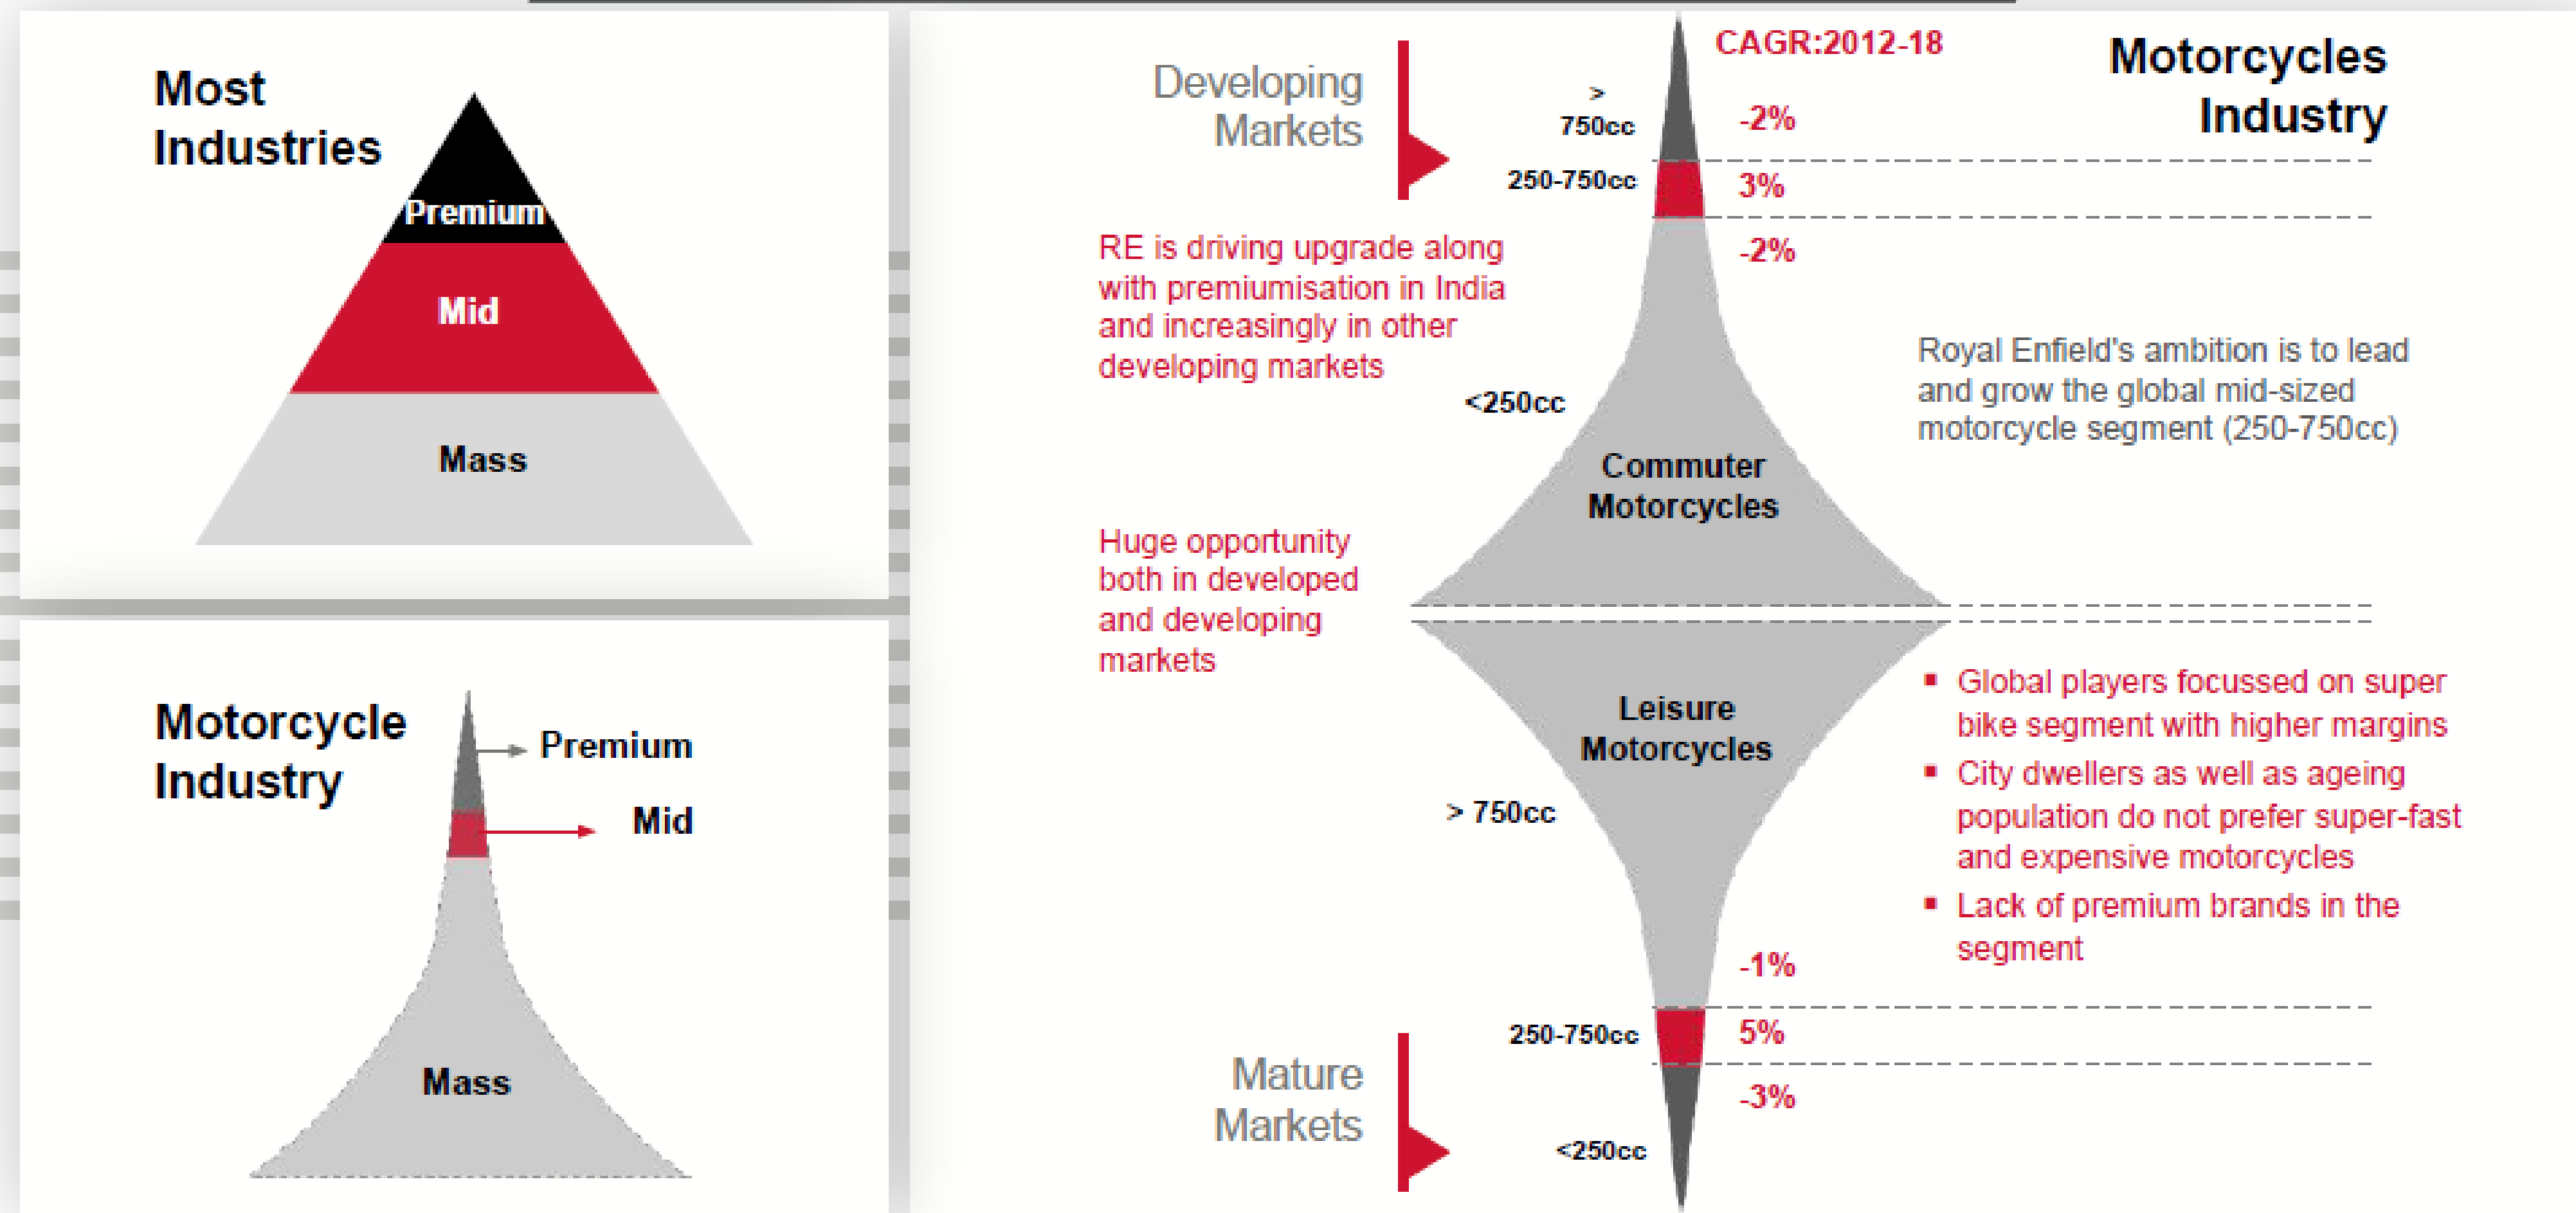 Most
Industries
Premium
Mid
Mass
Motorcycle
Industry
Premium
Mid
Mass
Developing
Markets
CAGR:2012-18
Motorcycles
Industry
>
750cc
-2%
250-750cc
3%
-2%
RE is driving upgrade along
with premiumisation in India
and increasingly in other
developing markets
<250cc
Royal Enfield's ambition is to lead
and grow the global mid-sized
motorcycle segment (250-750cc)
Commuter
Motorcycles
Huge opportunity
both in developed
and developing
markets
Leisure
Motorcycles
> 750cc
▪ Global players focussed on super
bike segment with higher margins
▪ City dwellers as well as ageing
population do not prefer super-fast
and expensive motorcycles
▪ Lack of premium brands in the
segment
-1%
250-750cc
5%
Mature
Markets
-3%
<250cc